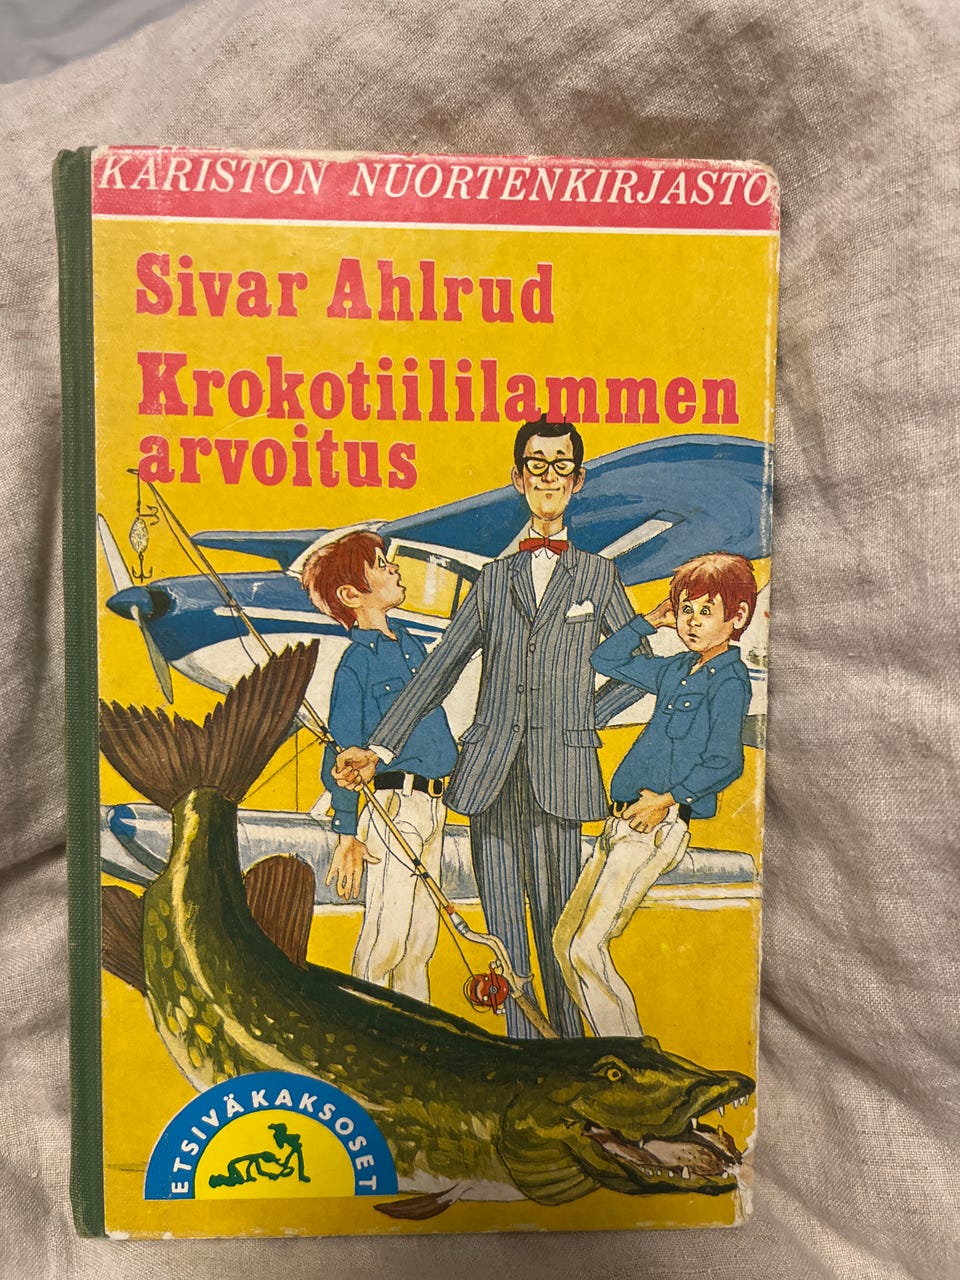 KARISTON NUORTENKIRJASTO
Sivar Ahlrud
Krokotiililammen
arvoitus
ETSIVÄKAKSOSET